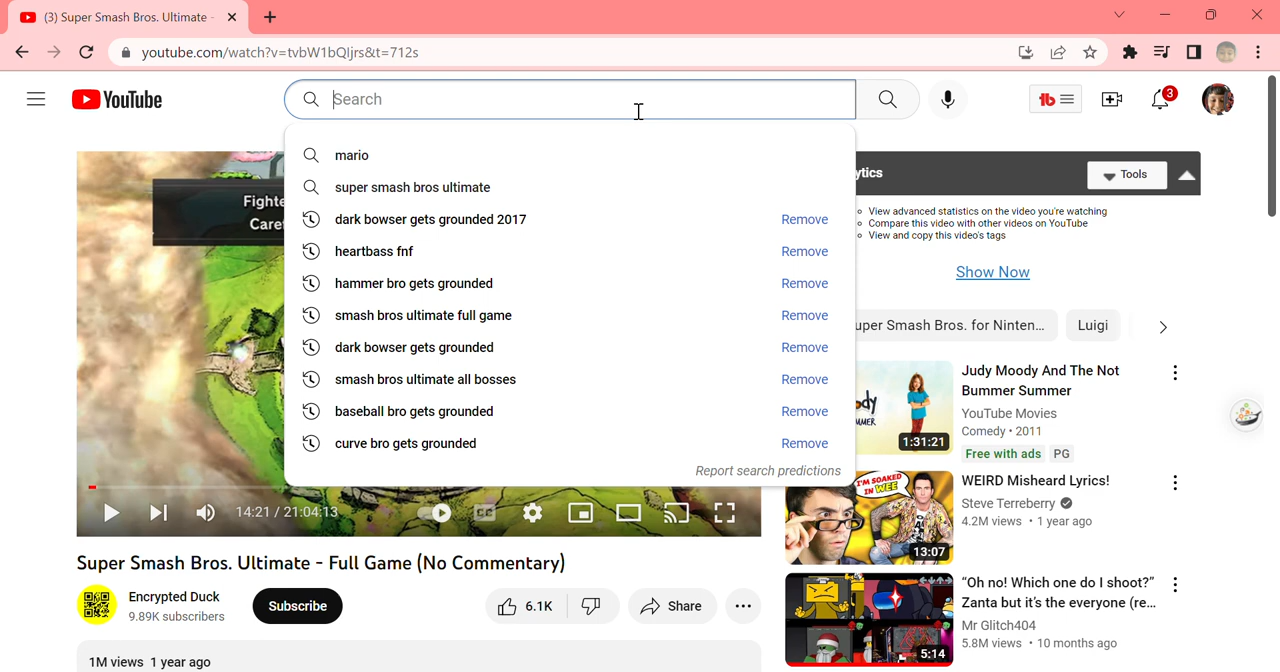 (3) Super Smash Bros. Ultimate -
youtube.com/watch?v=tvbW1bQIjrs&t=712s
YouTube
Search
3
mario
super smash bros ultimate
dark bowser gets grounded 2017 Remove
heartbass fnf Remove
hammer bro gets grounded Remove
smash bros ultimate full game Remove
dark bowser gets grounded Remove
smash bros ultimate all bosses Remove
baseball bro gets grounded Remove
curve bro gets grounded Remove
Report search predictions
Fighte
Care
14:21 / 21:04:13
CC
Super Smash Bros. Ultimate - Full Game (No Commentary)
Encrypted Duck
9.89K subscribers
Subscribe
6.1K
Share
1M views 1 year ago
ytics
Tools
View advanced statistics on the video you're watching
Compare this video with other videos on YouTube
View and copy this video's tags
Show Now
uper Smash Bros. for Ninten...
Luigi
dy
MMER
1:31:21
Judy Moody And The Not
Bummer Summer
YouTube Movies
Comedy • 2011
Free with ads PG
I'M SOAKED
IN WEE
13:07
WEIRD Misheard Lyrics!
Steve Terreberry
4.2M views • 1 year ago
5:14
“Oh no! Which one do I shoot?”
Zanta but it’s the everyone (re...
Mr Glitch404
5.8M views • 10 months ago